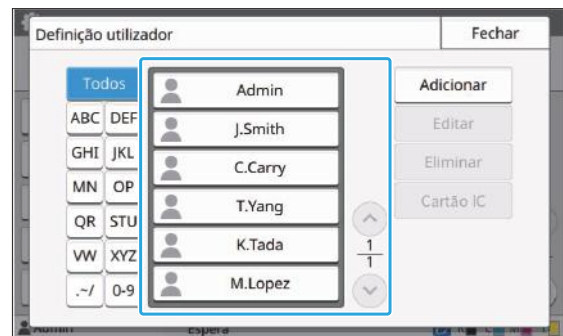 Definição utilizador
Fechar
Todos
ABC DEF
GHI JKL
MN OP
QR STU
VW XYZ
.~/ 0-9
Admin
J.Smith
C.Carry
T.Yang
K.Tada
M.Lopez
1
1
Adicionar
Editar
Eliminar
Cartão IC
Admin
Espera